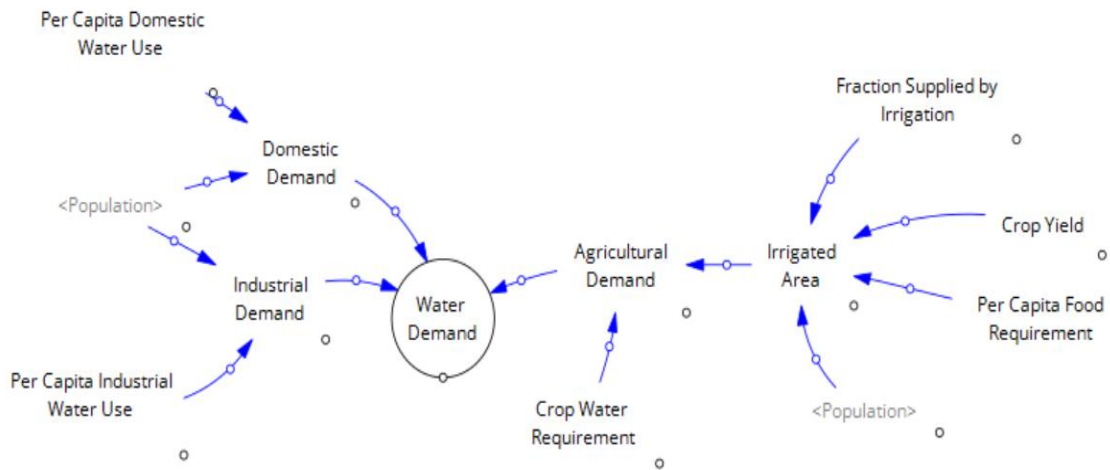 Per Capita Domestic
Water Use
Fraction Supplied by
Irrigation
Domestic
Demand
<Population>
Crop Yield
Agricultural
Demand
Irrigated
Area
Industrial
Demand
Water
Demand
Per Capita Food
Requirement
Per Capita Industrial
Water Use
Crop Water
Requirement
<Population>